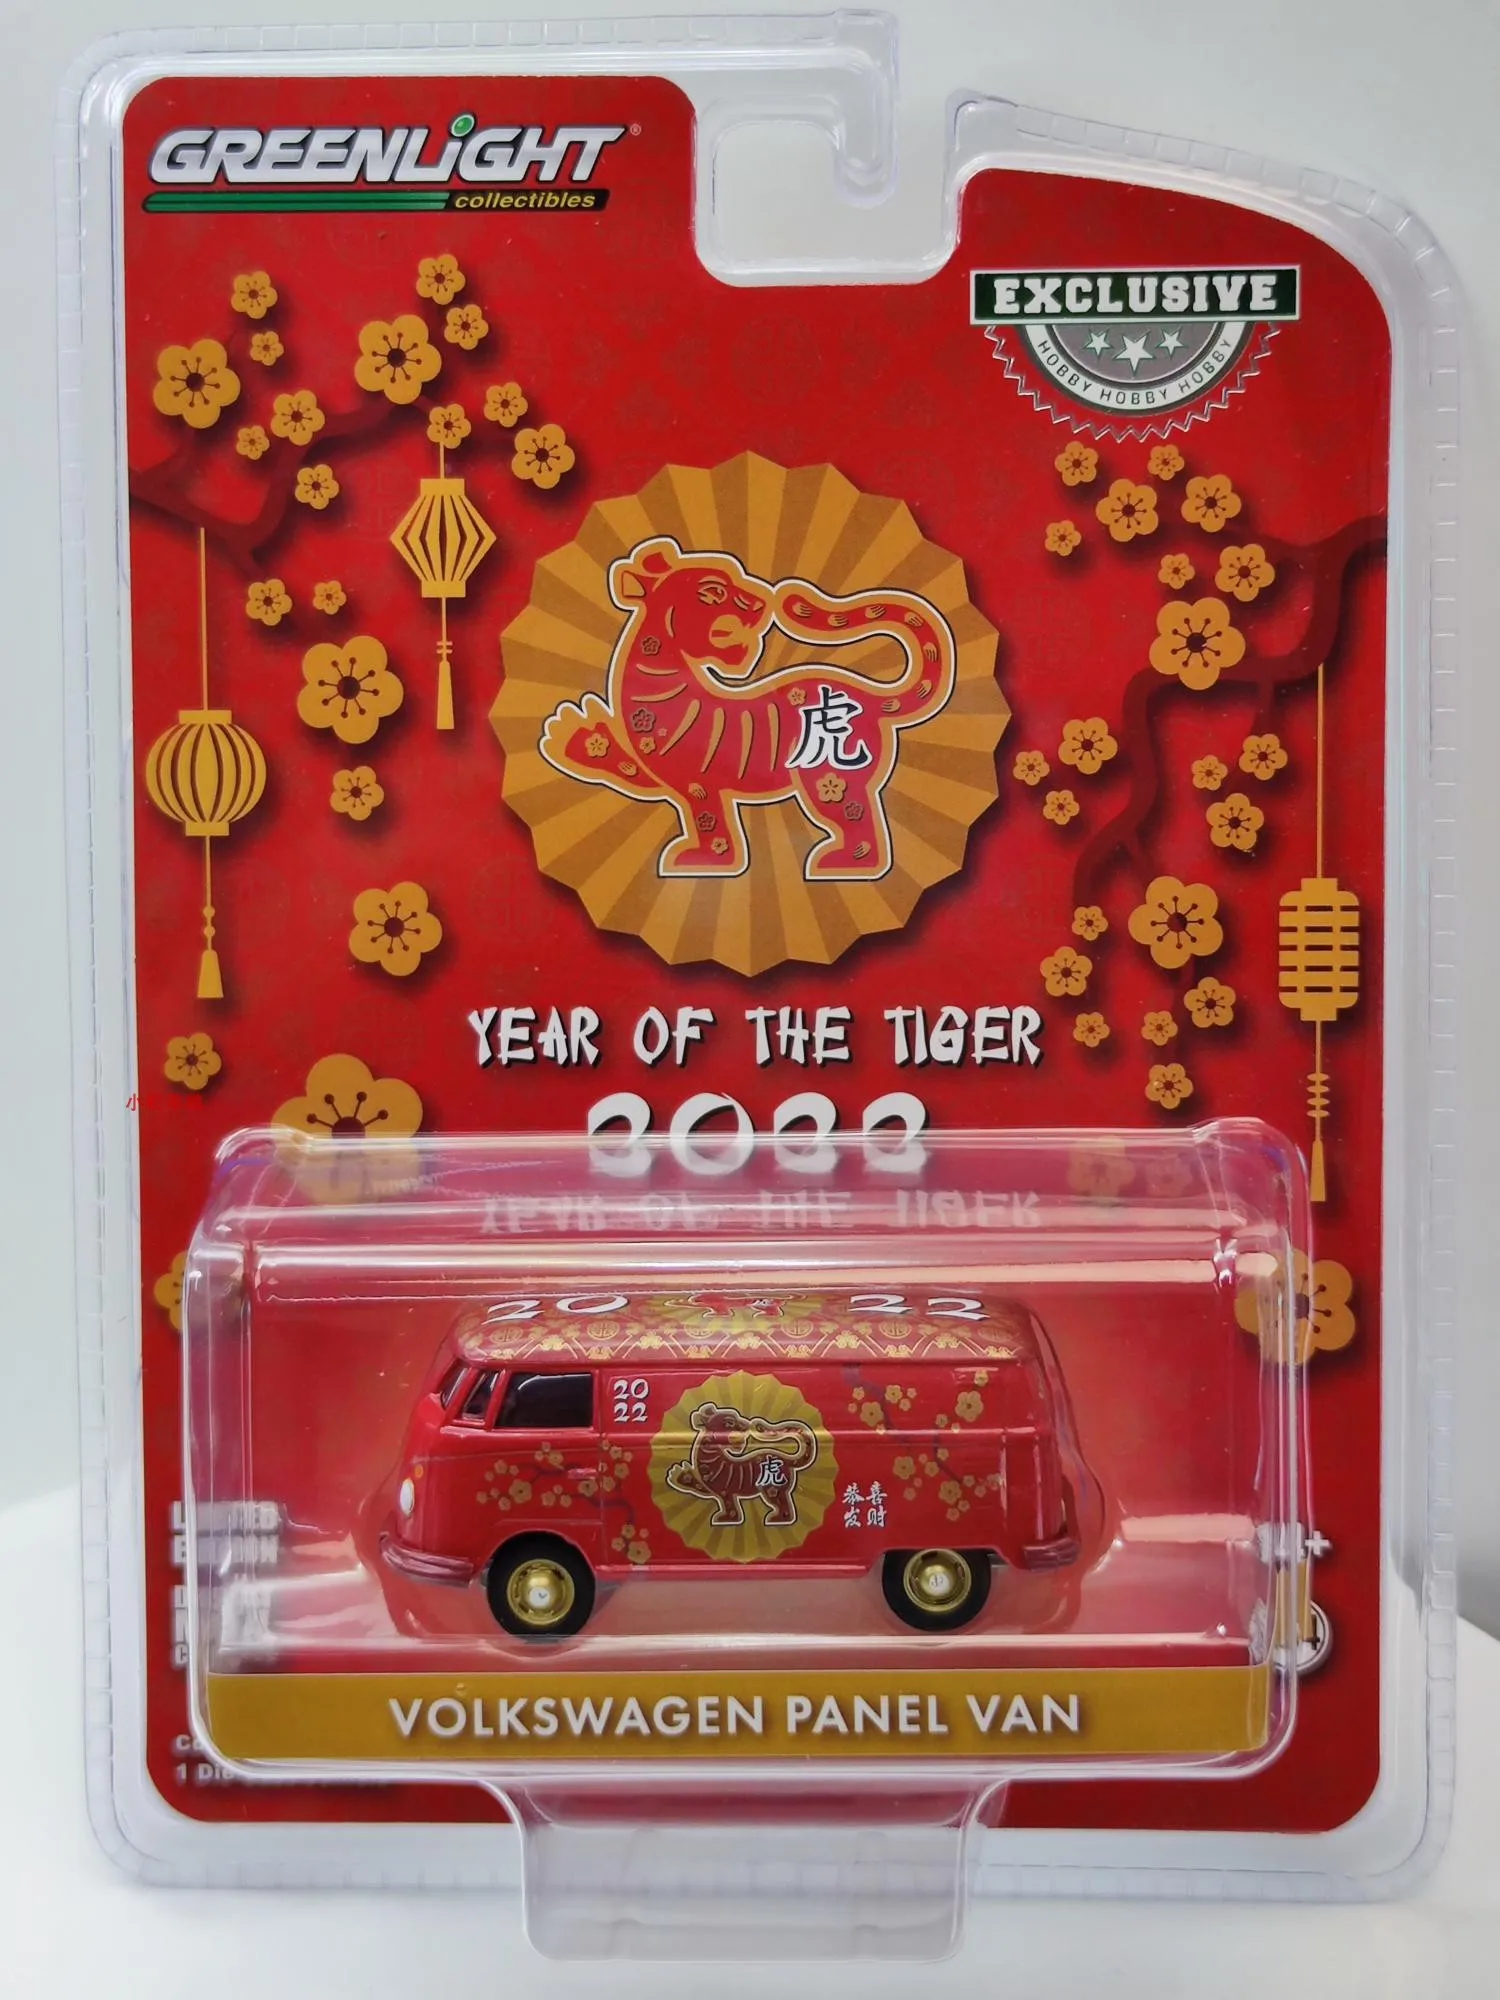 GREENLiGHT®
collectibles
EXCLUSIVE
HOBBY HOBBY HOBBY
虎
YEAR OF THE TIGER
2022
20 22
20
22
虎
恭喜
发财
VOLKSWAGEN PANEL VAN